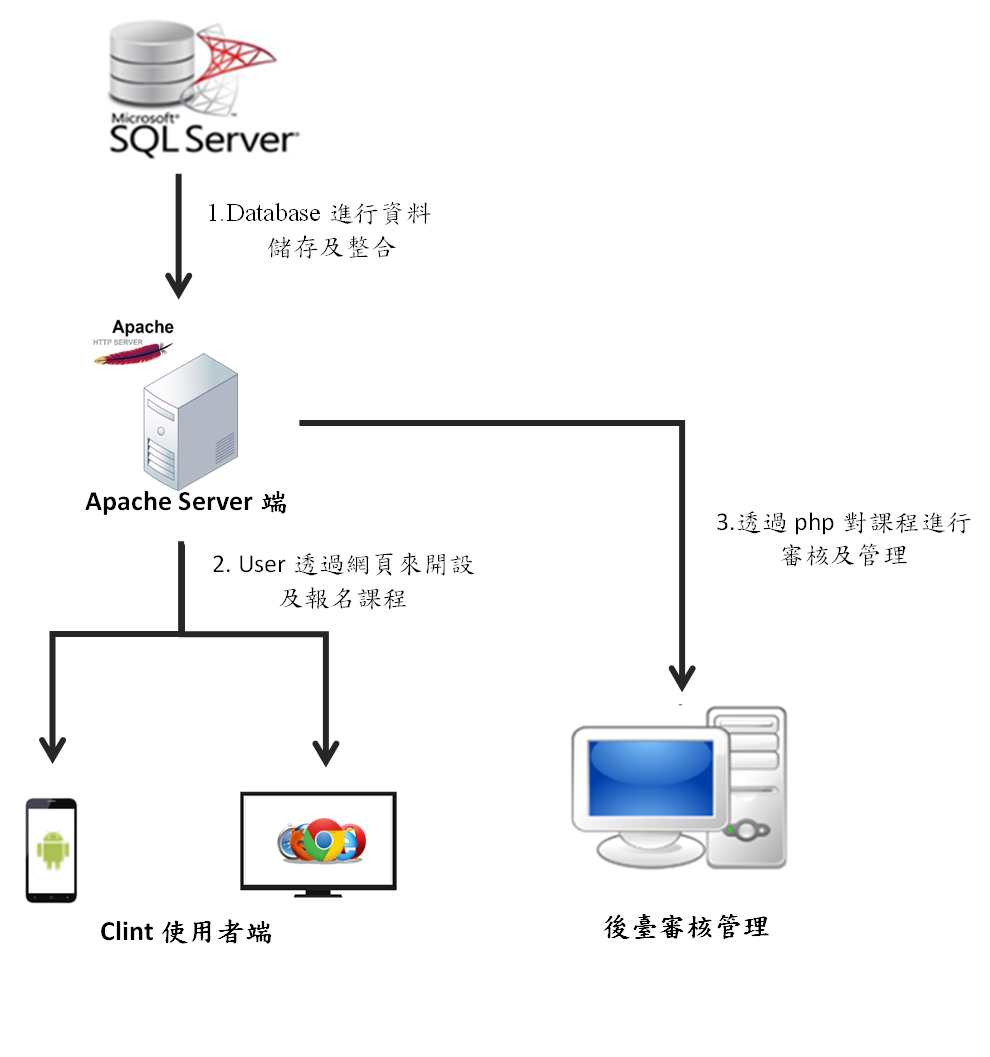 Microsoft®
SQL Server®
1.Database 進行資料
儲存及整合
Apache
HTTP SERVER
Apache Server 端
2. User 透過網頁來開設
及報名課程
3.透過 php 對課程進行
審核及管理
Clint 使用者端
後臺審核管理